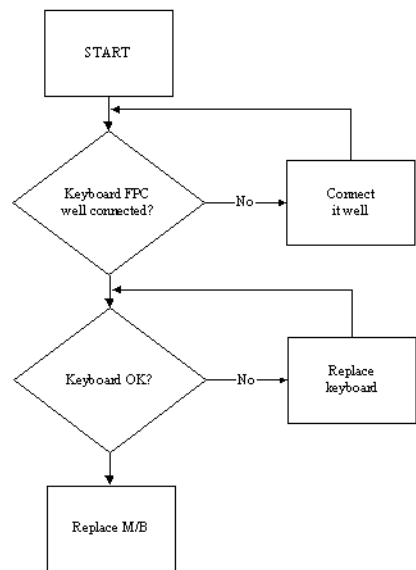 START
Keyboard FPC
well connected?
No
Connect
it well
Keyboard OK?
No
Replace
keyboard
Replace M/B